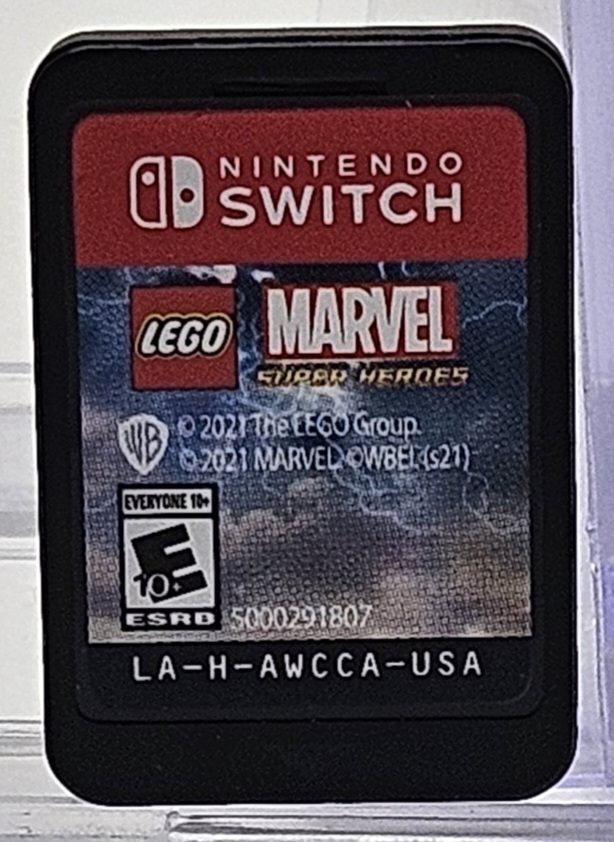 NINTENDO
SWITCH
LEGO
MARVEL
SUPER HEROES
WB
© 2021 The LEGO Group.
© 2021 MARVEL ©WBEI. (s21)
EVERYONE 10+
E
10+
ESRB
5000291807
LA-H-AWCCA-USA